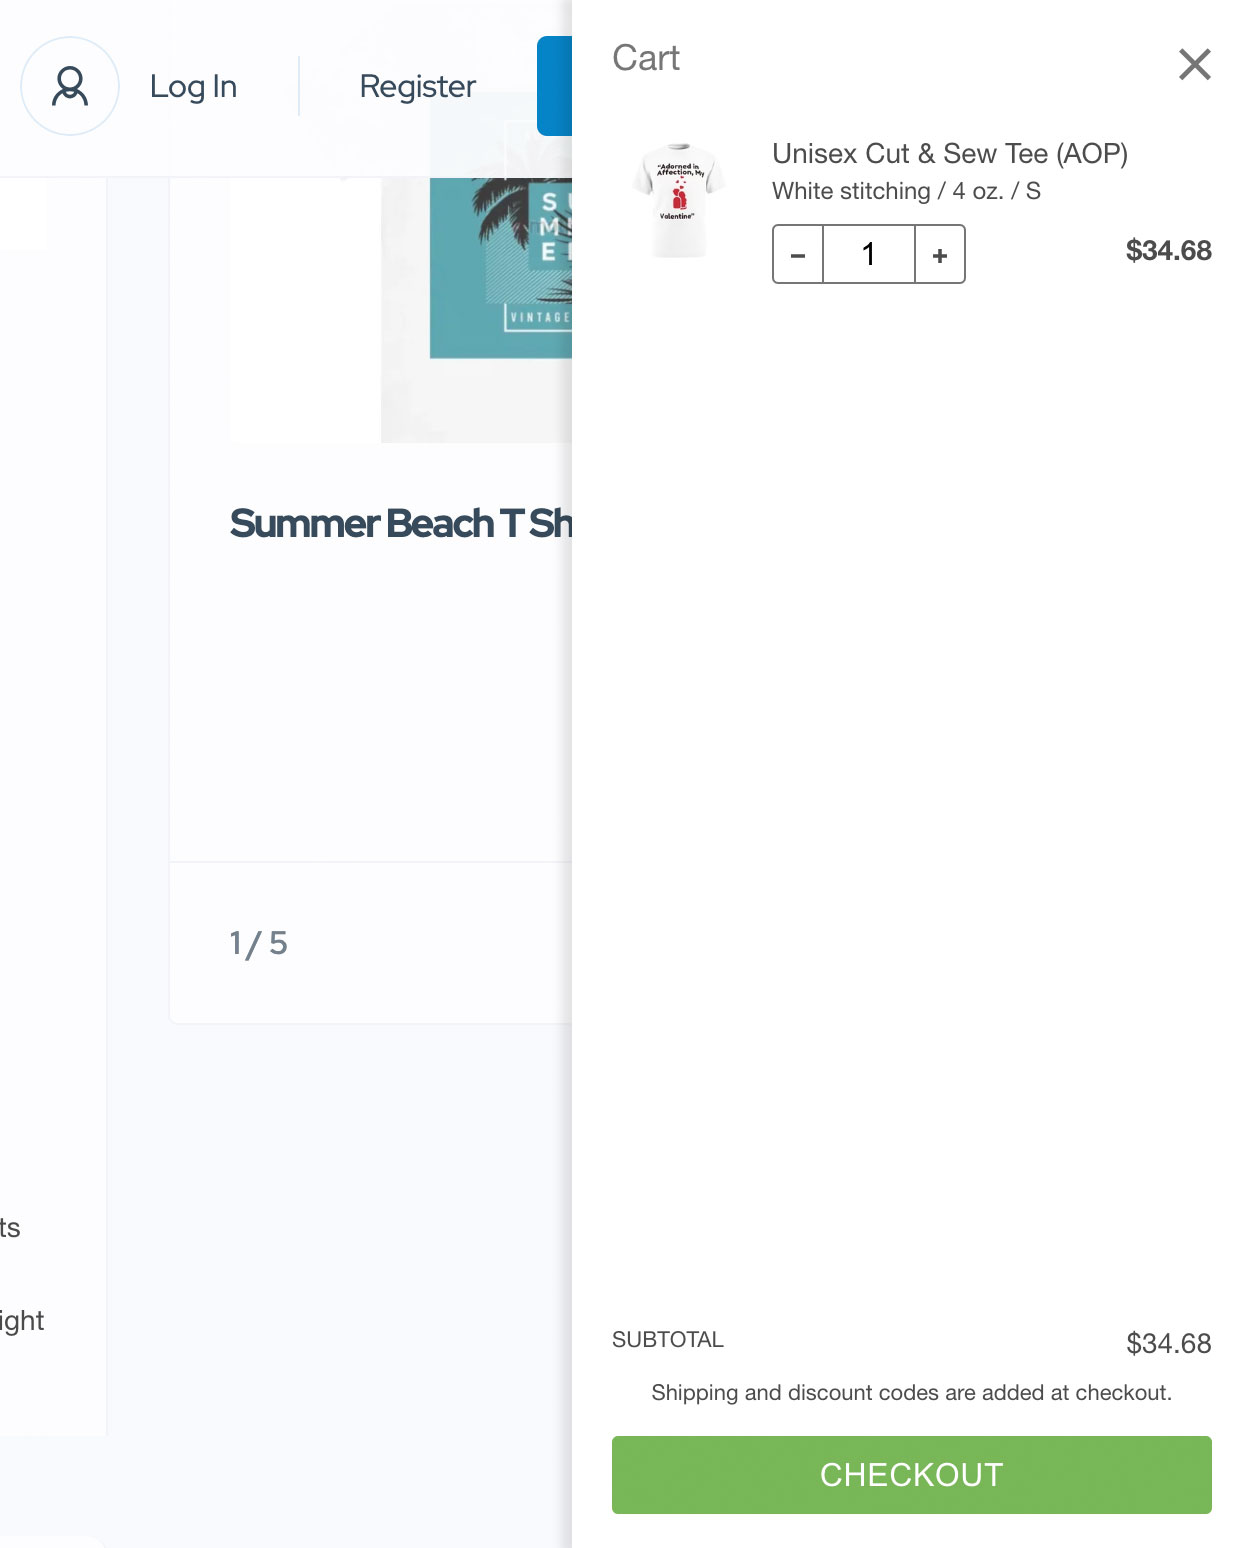 Log In
Register
S
M
E
VINTAGE
Summer Beach T Sh
1 / 5
ts
ight
Cart
"Adorned in
Affection, My
Valentine"
Unisex Cut & Sew Tee (AOP)
White stitching / 4 oz. / S
- 1 +
$34.68
SUBTOTAL
$34.68
Shipping and discount codes are added at checkout.
CHECKOUT